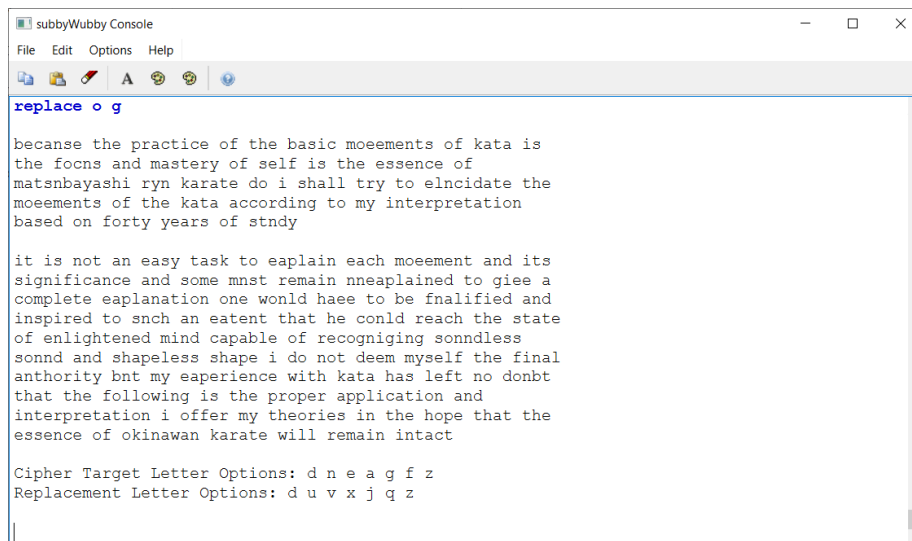 subbyWubby Console
File Edit Options Help
replace o g
becanse the practice of the basic moeements of kata is
the focns and mastery of self is the essence of
matsnbayashi ryn karate do i shall try to elncidate the
moeements of the kata according to my interpretation
based on forty years of stndy
it is not an easy task to eaplain each moeement and its
significance and some mnst remain nneaplained to giee a
complete eaplanation one wonld haee to be fnalified and
inspired to snch an eatent that he conld reach the state
of enlightened mind capable of recogniging sonndless
sonnd and shapeless shape i do not deem myself the final
anthority bnt my eaperience with kata has left no donbt
that the following is the proper application and
interpretation i offer my theories in the hope that the
essence of okinawan karate will remain intact
Cipher Target Letter Options: d n e a g f z
Replacement Letter Options: d u v x j q z